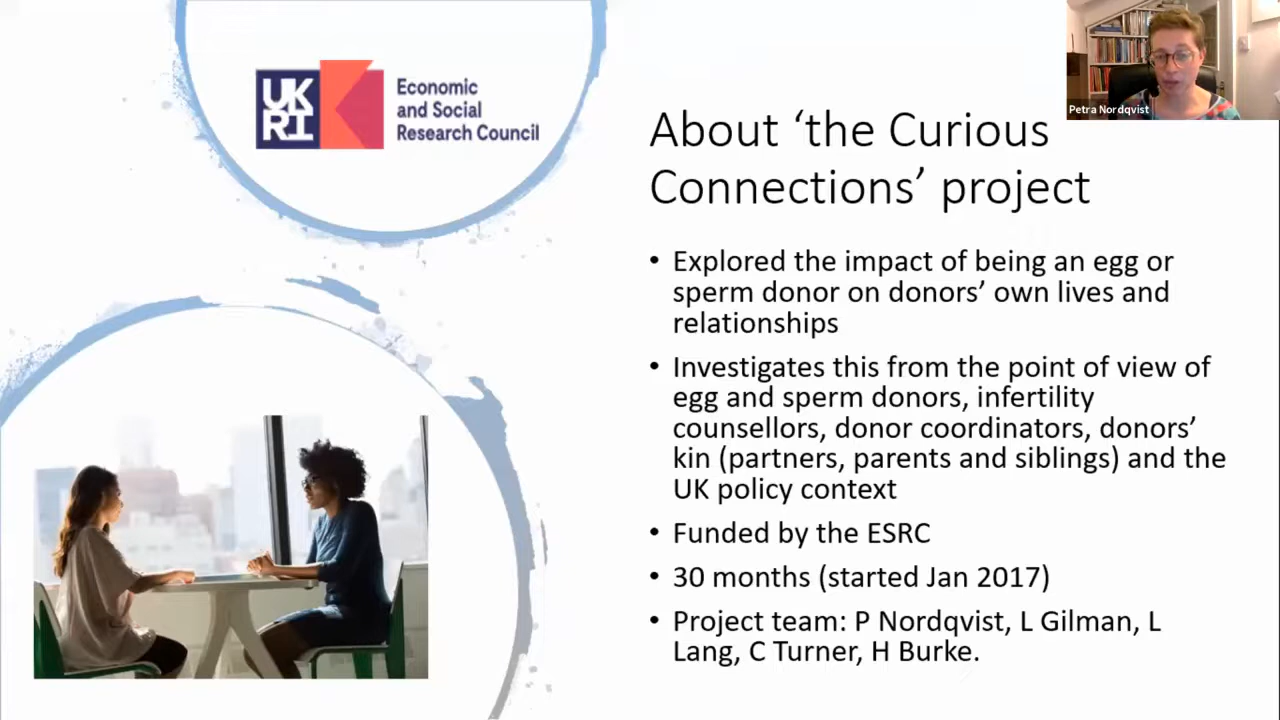 UK
RI
Economic
and Social
Research Council
Petra Nordqvist
About ‘the Curious
Connections’ project
• Explored the impact of being an egg or
sperm donor on donors’ own lives and
relationships
• Investigates this from the point of view of
egg and sperm donors, infertility
counsellors, donor coordinators, donors’
kin (partners, parents and siblings) and the
UK policy context
• Funded by the ESRC
• 30 months (started Jan 2017)
• Project team: P Nordqvist, L Gilman, L
Lang, C Turner, H Burke.